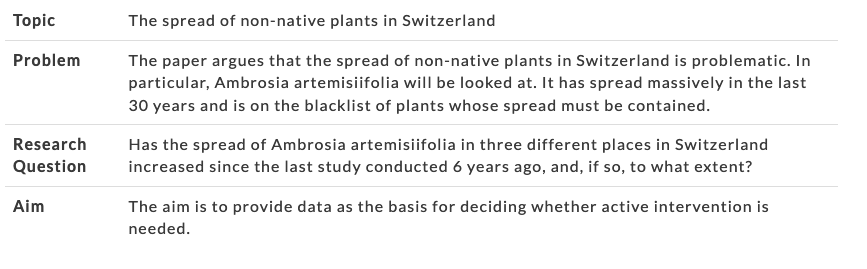 Topic The spread of non-native plants in Switzerland
Problem The paper argues that the spread of non-native plants in Switzerland is problematic. In
particular, Ambrosia artemisiifolia will be looked at. It has spread massively in the last
30 years and is on the blacklist of plants whose spread must be contained.
Research Has the spread of Ambrosia artemisiifolia in three different places in Switzerland
Question increased since the last study conducted 6 years ago, and, if so, to what extent?
Aim The aim is to provide data as the basis for deciding whether active intervention is
needed.